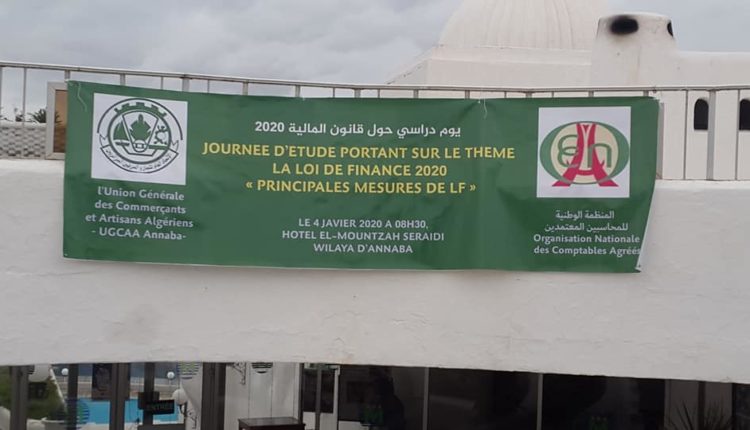 يوم دراسي حول قانون المالية 2020
JOURNEE D'ETUDE PORTANT SUR LE THEME
LA LOI DE FINANCE 2020
« PRINCIPALES MESURES DE LF »
LE 4 JAVIER 2020 A 08H30,
HOTEL EL-MOUNTZAH SERAIDI
WILAYA D'ANNABA
l'Union Générale
des Commerçants
et Artisans Algériens
- UGCAA Annaba-
المنظمة الوطنية
للمحاسبين المعتمدين
Organisation Nationale
des Comptables Agréés